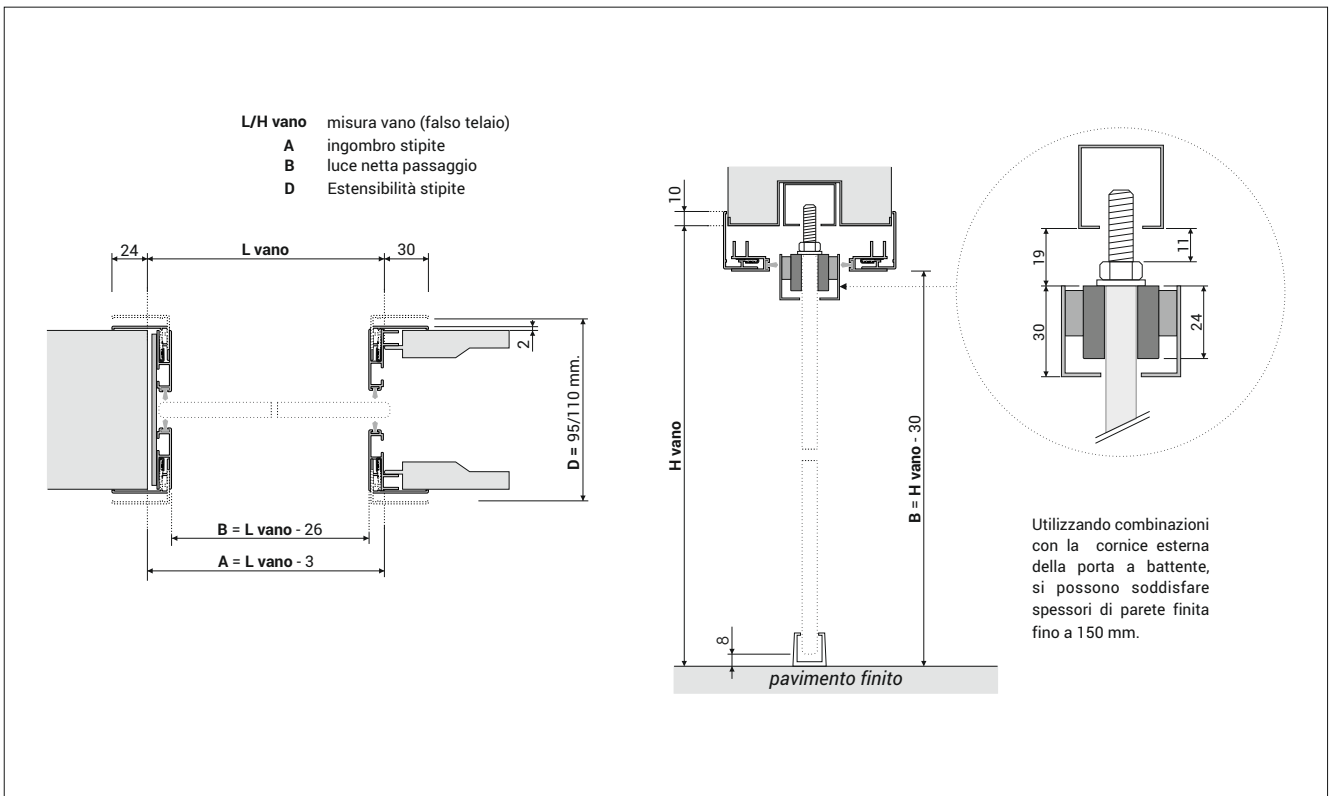 L/H vano misura vano (falso telaio)
A ingombro stipite
B luce netta passaggio
D Estensibilità stipite
24
L vano
30
2
D = 95/110 mm.
B = L vano - 26
A = L vano - 3
10
H vano
B = H vano - 30
8
pavimento finito
19
11
30
24
Utilizzando combinazioni
con la cornice esterna
della porta a battente,
si possono soddisfare
spessori di parete finita
fino a 150 mm.